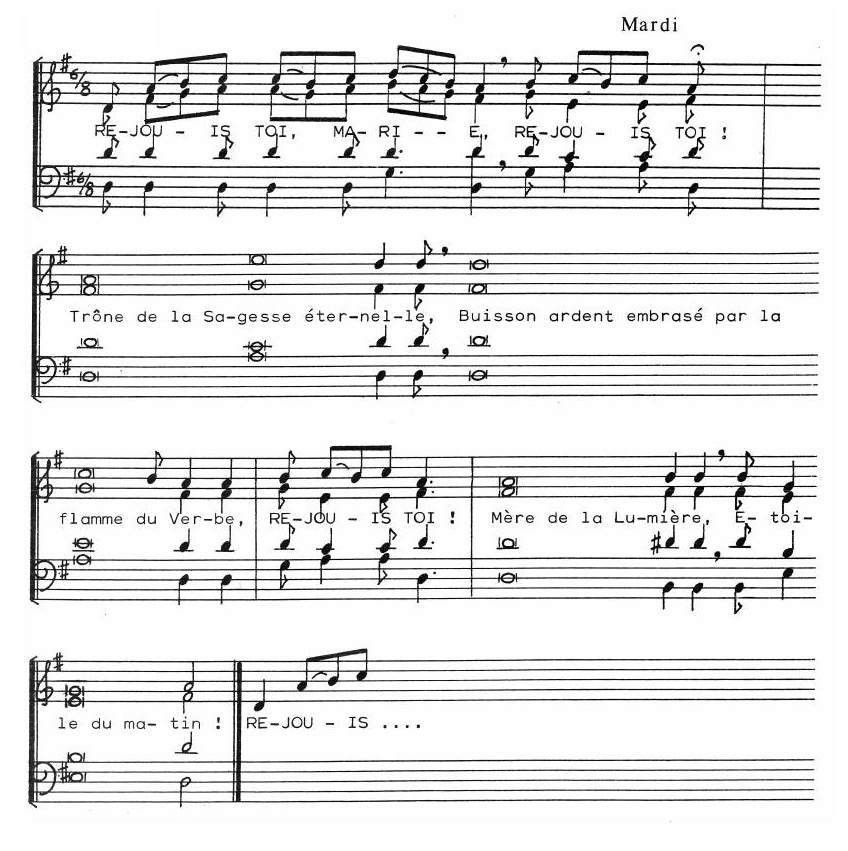 Mardi
RE-JOU - IS TOI, MA-RI - - E, RE-JOU - IS TOI !
Trône de la Sa-gesse éter-nel-le, Buisson ardent embrasé par la
flamme du Ver-be, RE-JOU - IS TOI ! Mère de la Lu-mière, E- toi-
le du ma- tin ! RE-JOU - IS ....